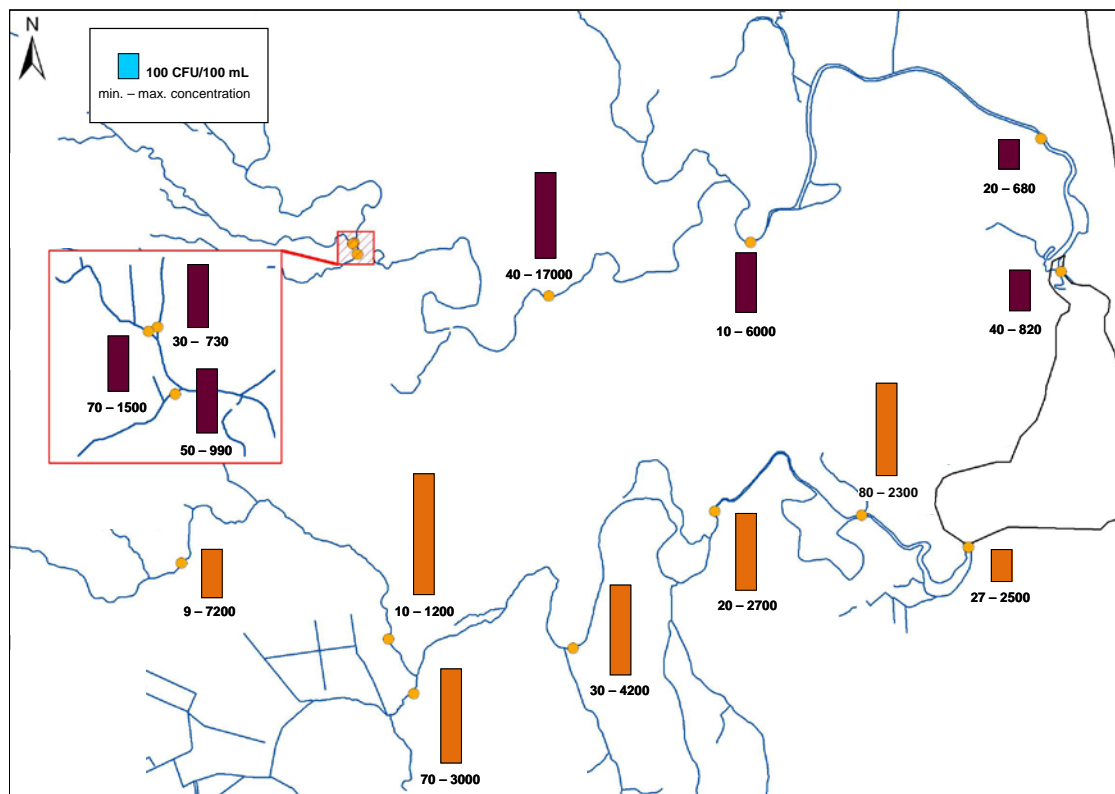 N
100 CFU/100 mL
min. – max. concentration
20 – 680
40 – 17000
10 – 6000
40 – 820
30 – 730
70 – 1500
50 – 990
80 – 2300
9 – 7200
10 – 1200
20 – 2700
27 – 2500
30 – 4200
70 – 3000